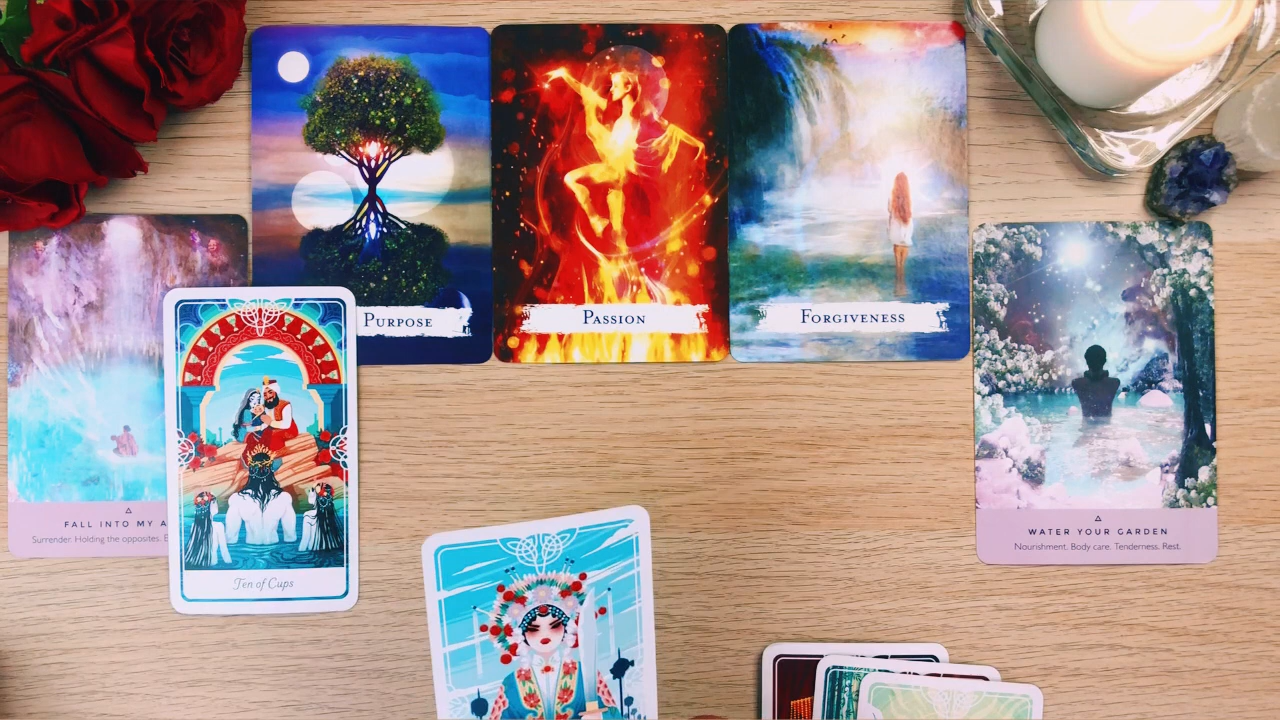 PURPOSE
PASSION
FORGIVENESS
FALL INTO MY A
Surrender. Holding the opposites.
Ten of Cups
WATER YOUR GARDEN
Nourishment. Body care. Tenderness. Rest.